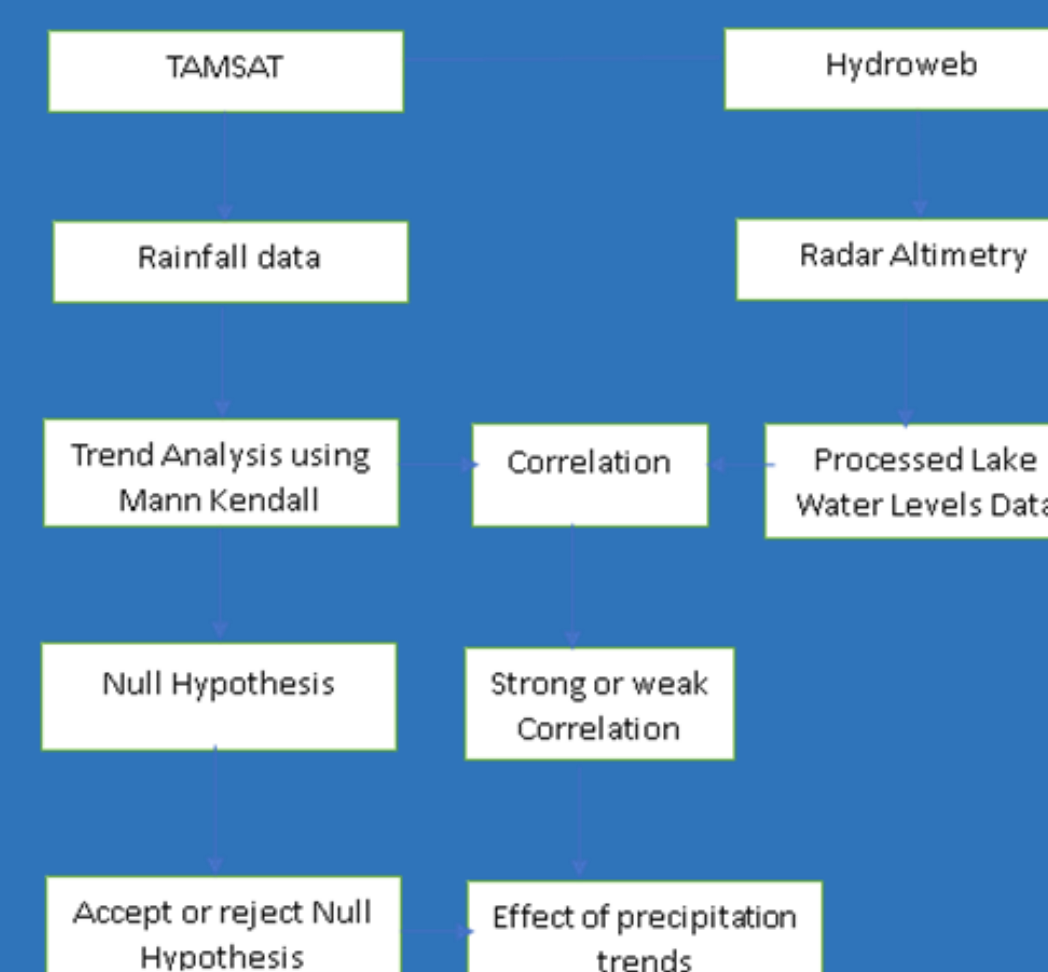 TAMSAT
Hydroweb
Rainfall data
Radar Altimetry
Trend Analysis using
Mann Kendall
Correlation
Processed Lake
Water Levels Data
Null Hypothesis
Strong or weak
Correlation
Accept or reject Null
Hypothesis
Effect of precipitation
trends